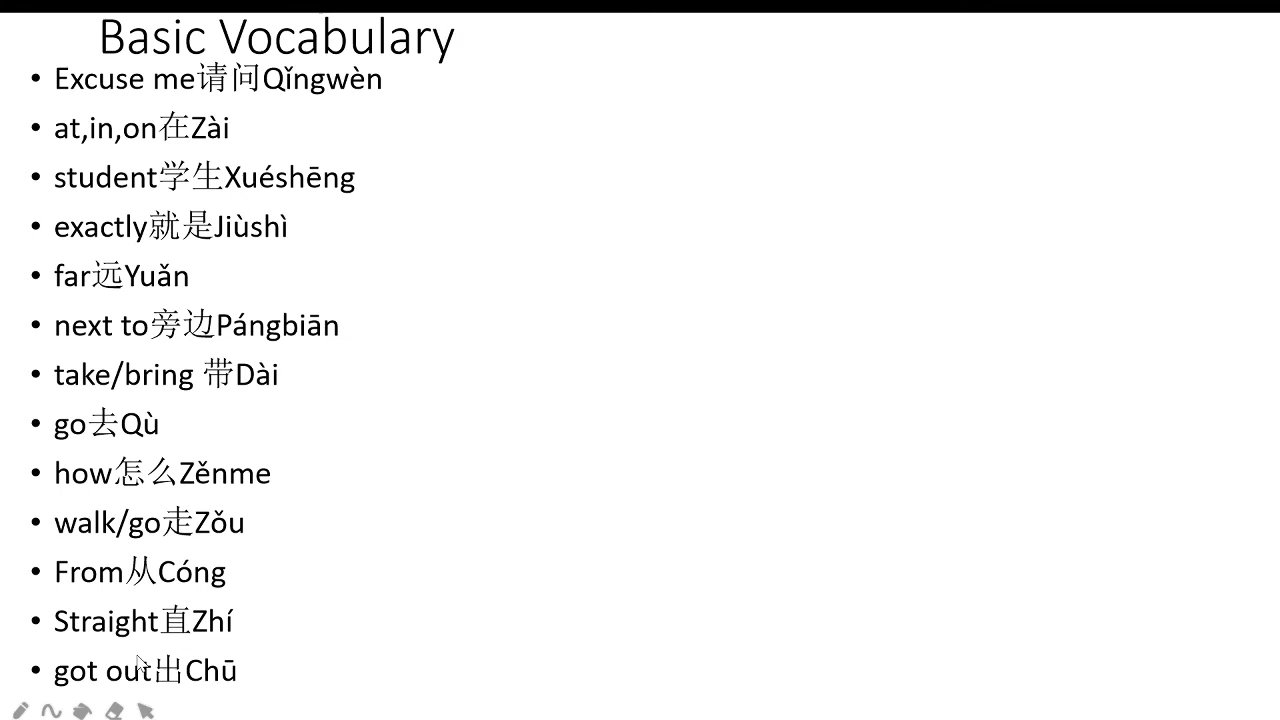 Basic Vocabulary
• Excuse me请问Qǐngwèn
• at,in,on在Zài
• student学生Xuéshēng
• exactly就是Jiùshì
• far远Yuǎn
• next to旁边Pángbiān
• take/bring 带Dài
• go去Qù
• how怎么Zěnme
• walk/go走Zǒu
• From从Cóng
• Straight直Zhí
• got out出Chū